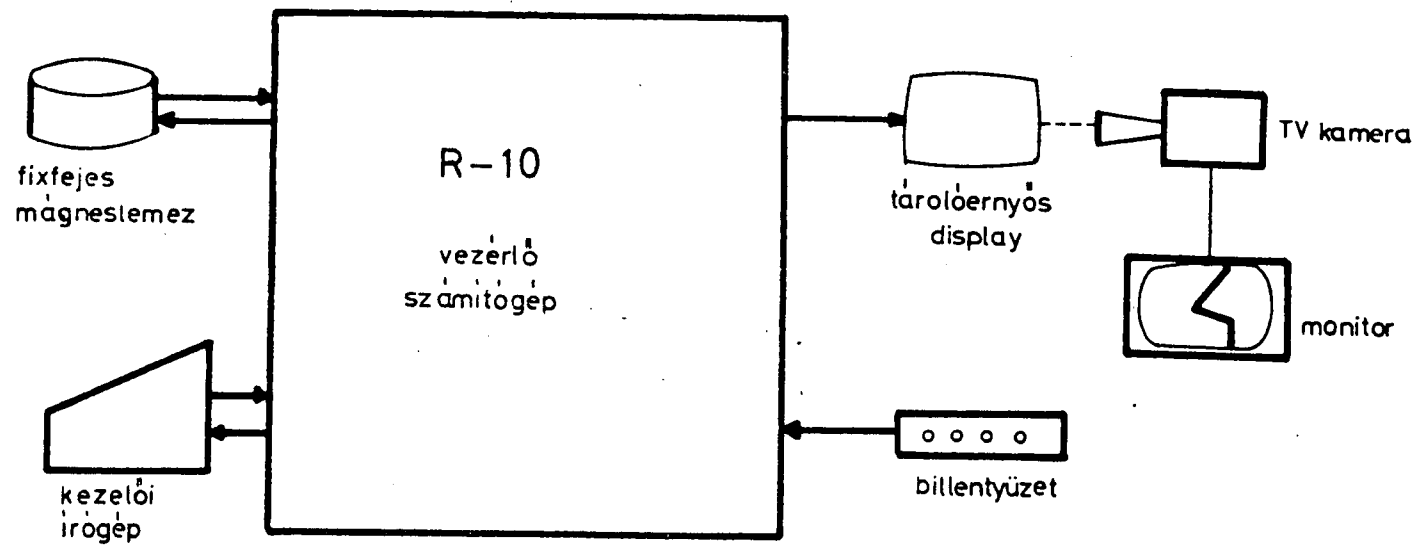 fixfejes
mágneslemez
R-10
vezérlő
számítógép
kezelői
írógép
tárolóernyős
display
TV kamera
monitor
billentyüzet